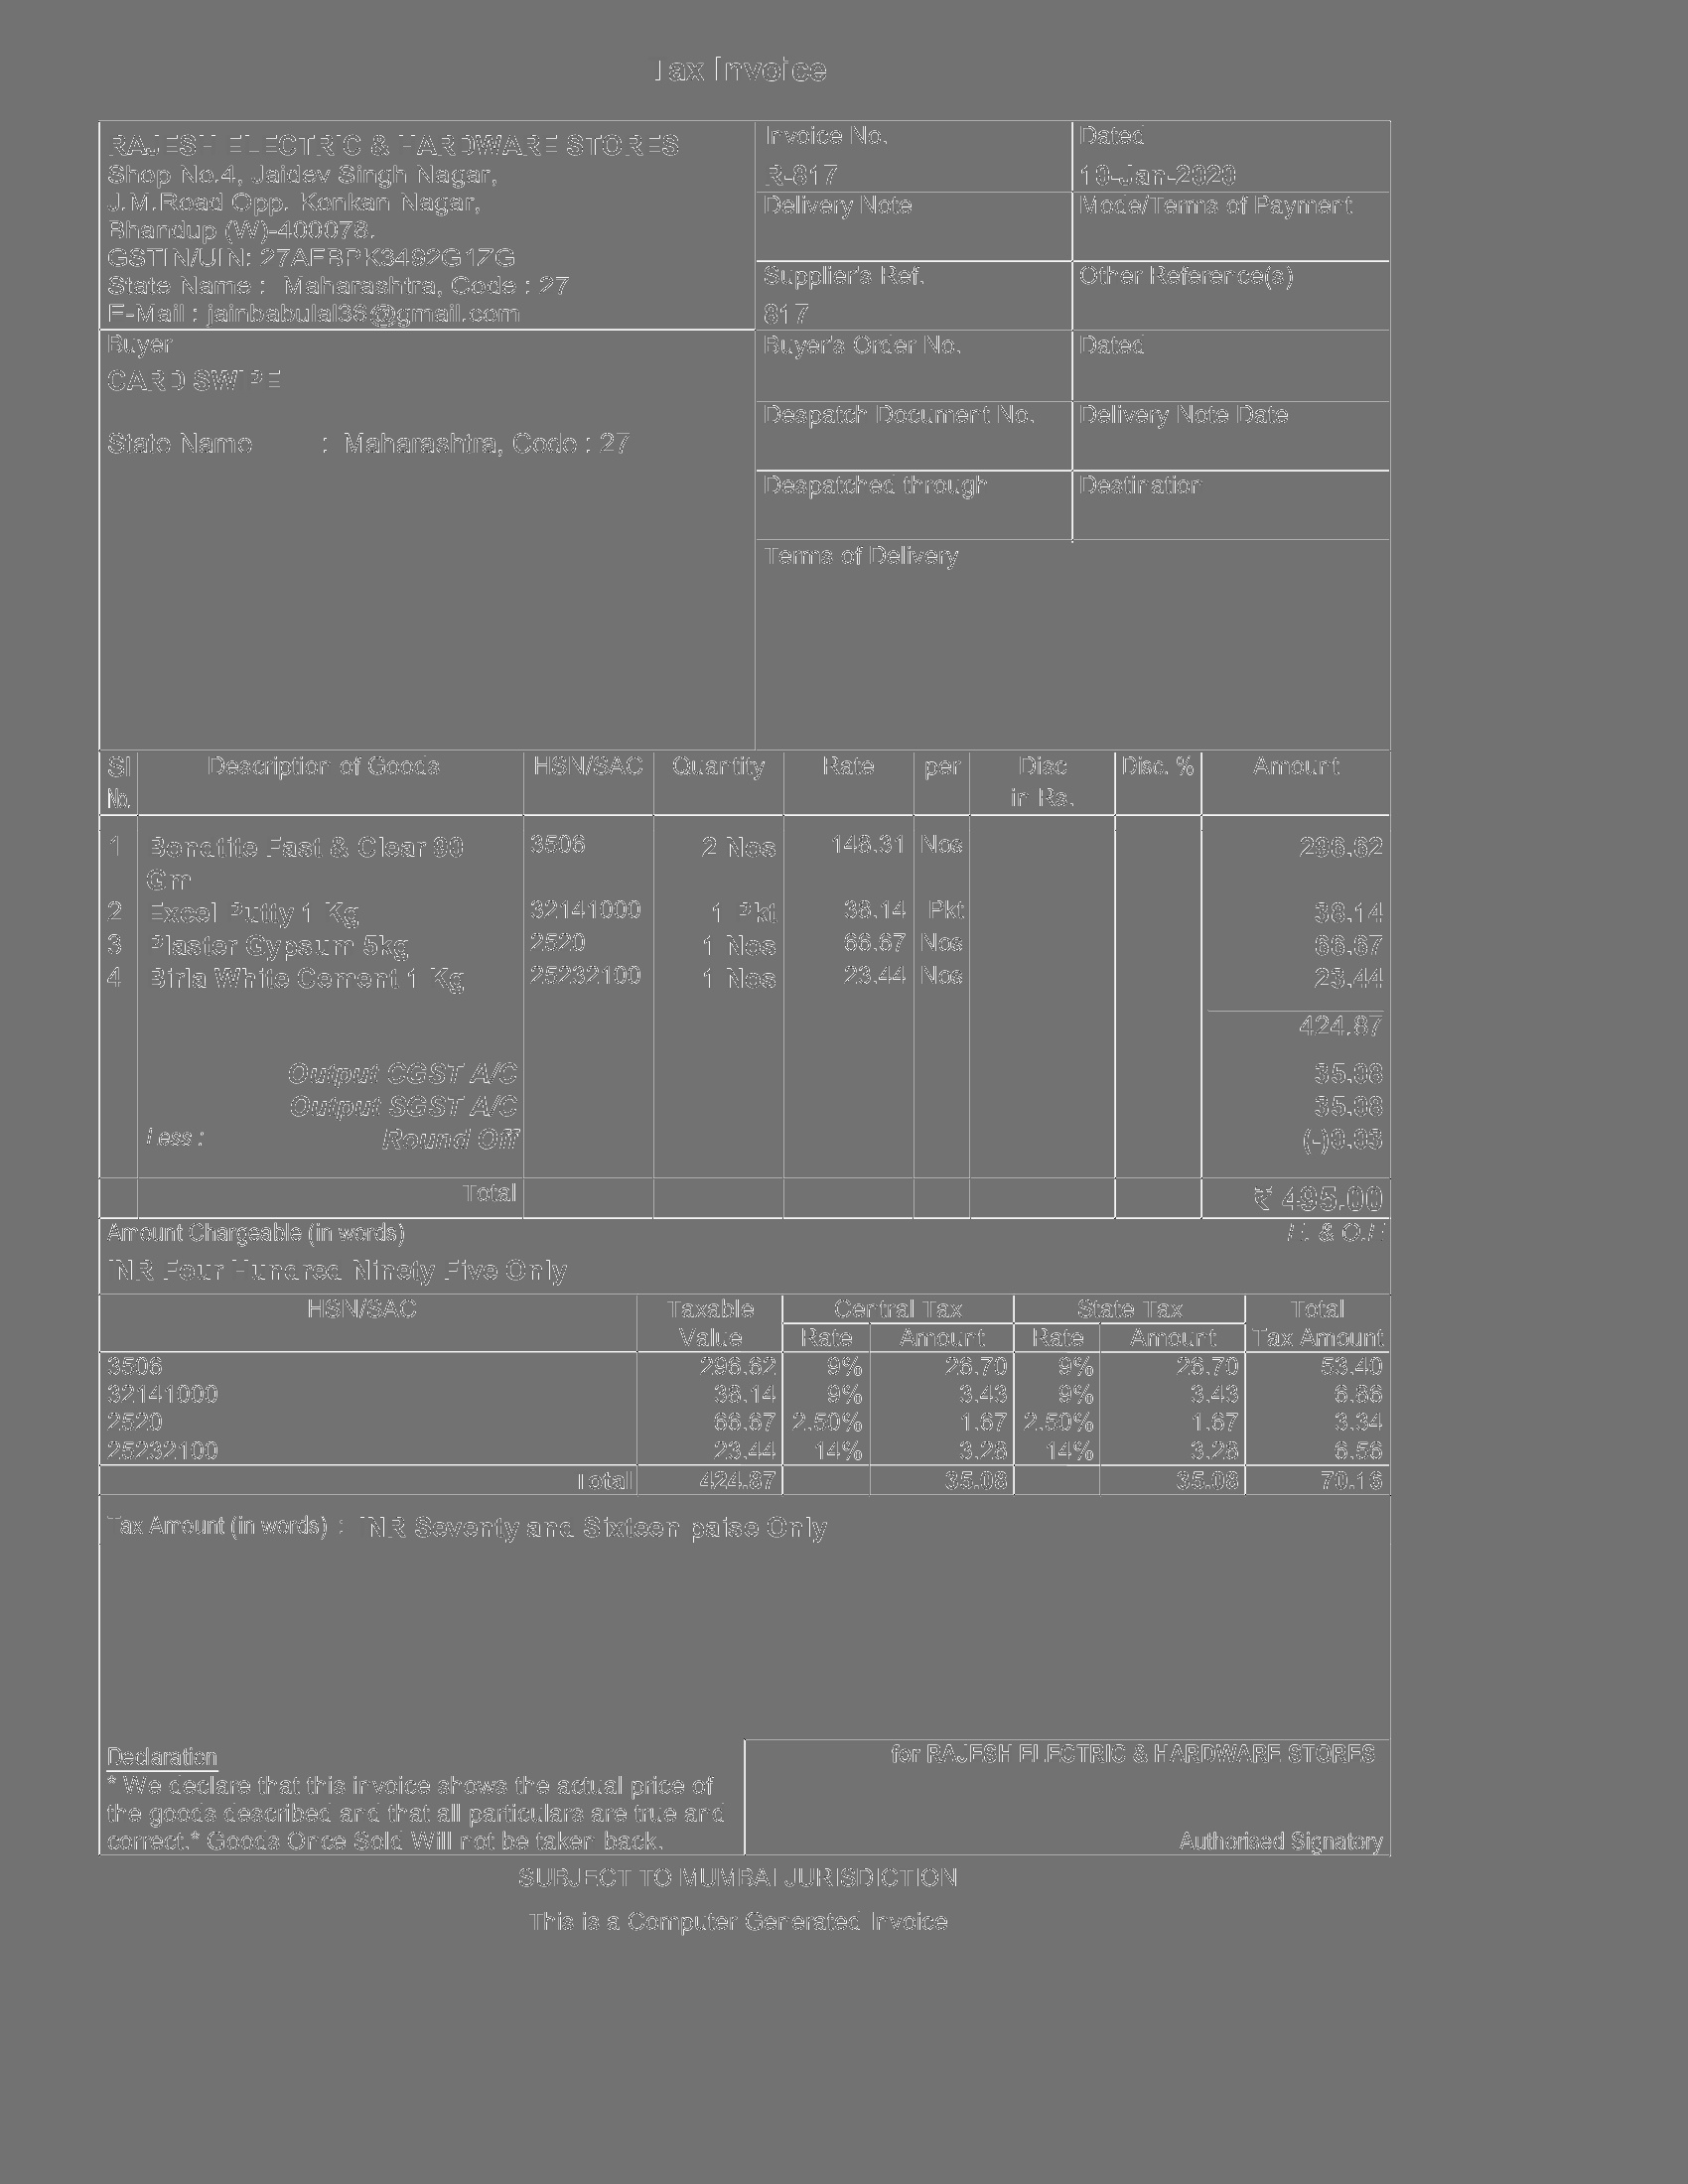 Tax Invoice
RAJESH ELECTRIC & HARDWARE STORES
Shop No.4, Jaidev Singh Nagar,
J.M.Road Opp. Konkan Nagar,
Bhandup (W)-400078.
GSTIN/UIN:
State Name : Maharashtra, Code : 27
E-Mail :
Invoice No.
R-817
Dated
Delivery Note
Mode/Terms of Payment
Supplier's Ref.
817
Other Reference(s)
Buyer
CARD SWIPE
State Name : Maharashtra, Code : 27
Buyer's Order No.
Dated
Despatch Document No.
Delivery Note Date
Despatched through
Destination
Terms of Delivery
Sl No. Description of Goods HSN/SAC Quantity Rate per Disc in Rs. Disc. % Amount
1 Bondtite Fast & Clear 3506 2 Nos 148.31 Nos 296.62
Gm
2 Excel Putty 1 Kg 32141000 1 Pkt 38.14 Pkt 38.14
3 Plaster Gypsum 5kg 2520 1 Nos 66.67 Nos 66.67
4 Birla White Cement 1 Kg 25232100 1 Nos 23.44 Nos 23.44
424.87
Output CGST A/C 35.08
Output SGST A/C 35.08
Less : Round Off (-)0.03
Total ₹ 495.00
Amount Chargeable (in words) E. & O.E
INR Four Hundred Ninety Five Only
HSN/SAC Taxable Value Central Tax State Tax Total Tax Amount
Rate Amount Rate Amount
3506 296.62 9% 26.70 9% 26.70 53.40
32141000 38.14 9% 3.43 9% 3.43 6.86
2520 66.67 2.50% 1.67 2.50% 1.67 3.34
25232100 23.44 14% 3.28 14% 3.28 6.56
Total 424.87 35.08 35.08 70.16
Tax Amount (in words) : INR Seventy and Sixteen paise Only
Declaration
* We declare that this invoice shows the actual price of
the goods described and that all particulars are true and
correct.* Goods Once Sold Will not be taken back.
for RAJESH ELECTRIC & HARDWARE STORES
Authorised Signatory
SUBJECT TO MUMBAI JURISDICTION
This is a Computer Generated Invoice